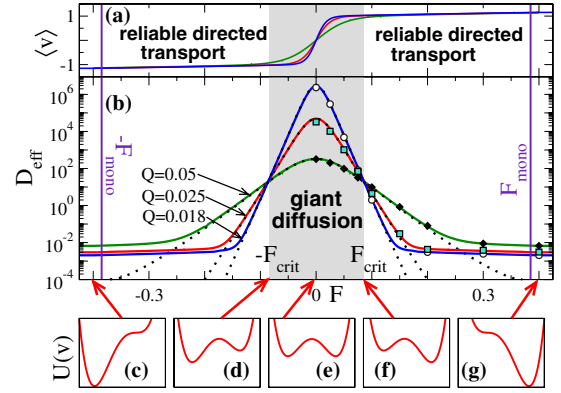 (a)
reliable directed transport
reliable directed transport
⟨v⟩
1
-1
(b)
10^6
10^4
10^2
10^0
10^-2
10^-4
D_eff
-F_mono
F_mono
Q=0.05
Q=0.025
Q=0.018
giant diffusion
-F_crit
F_crit
-0.3
0
F
0.3
U(v)
(c)
(d)
(e)
(f)
(g)